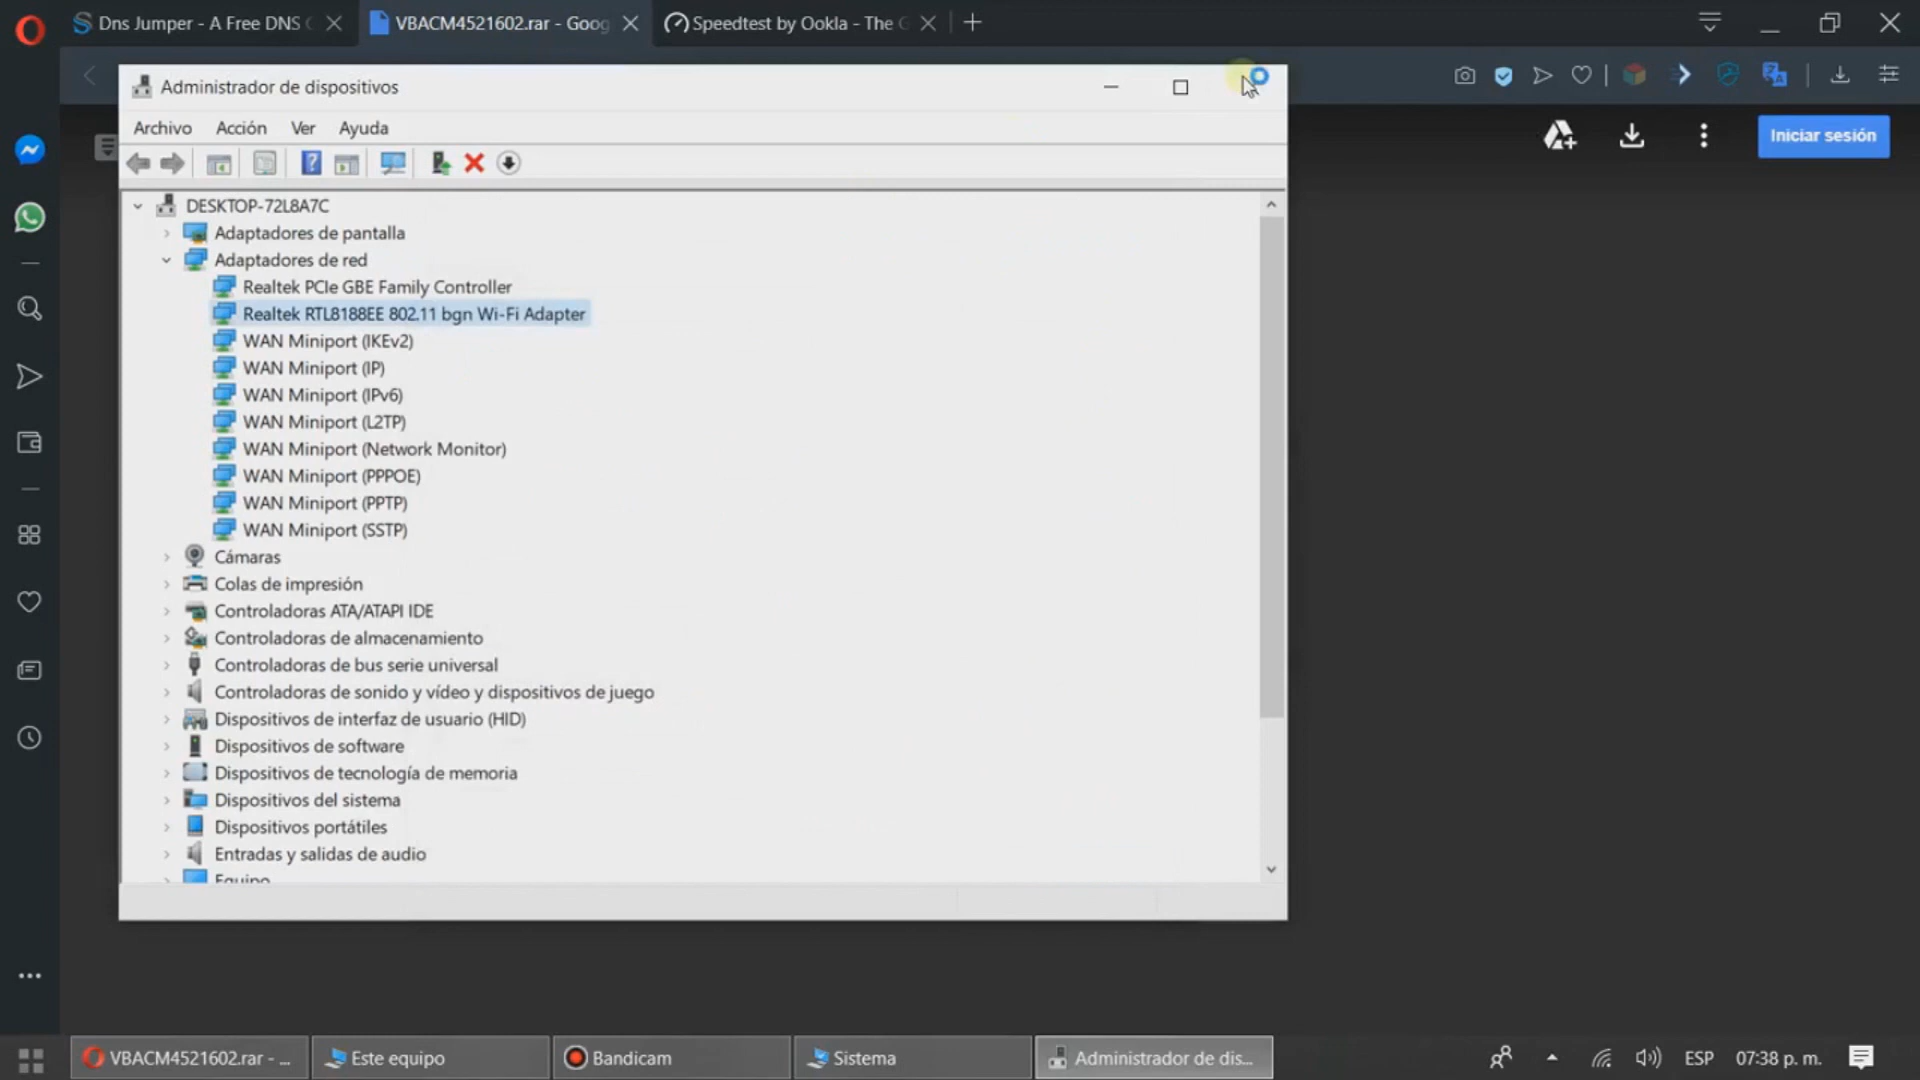 Dns Jumper - A Free DNS
VBACM4521602.rar - Goog
Speedtest by Ookla - The
Administrador de dispositivos
Archivo Acción Ver Ayuda
Iniciar sesión
DESKTOP-72L8A7C
Adaptadores de pantalla
Adaptadores de red
Realtek PCIe GBE Family Controller
Realtek RTL8188EE 802.11 bgn Wi-Fi Adapter
WAN Miniport (IKEv2)
WAN Miniport (IP)
WAN Miniport (IPv6)
WAN Miniport (L2TP)
WAN Miniport (Network Monitor)
WAN Miniport (PPPOE)
WAN Miniport (PPTP)
WAN Miniport (SSTP)
Cámaras
Colas de impresión
Controladoras ATA/ATAPI IDE
Controladoras de almacenamiento
Controladoras de bus serie universal
Controladoras de sonido y vídeo y dispositivos de juego
Dispositivos de interfaz de usuario (HID)
Dispositivos de software
Dispositivos de tecnología de memoria
Dispositivos del sistema
Dispositivos portátiles
Entradas y salidas de audio
Equipo
VBACM4521602.rar - ...
Este equipo
Bandicam
Sistema
Administrador de dis...
ESP
07:38 p. m.